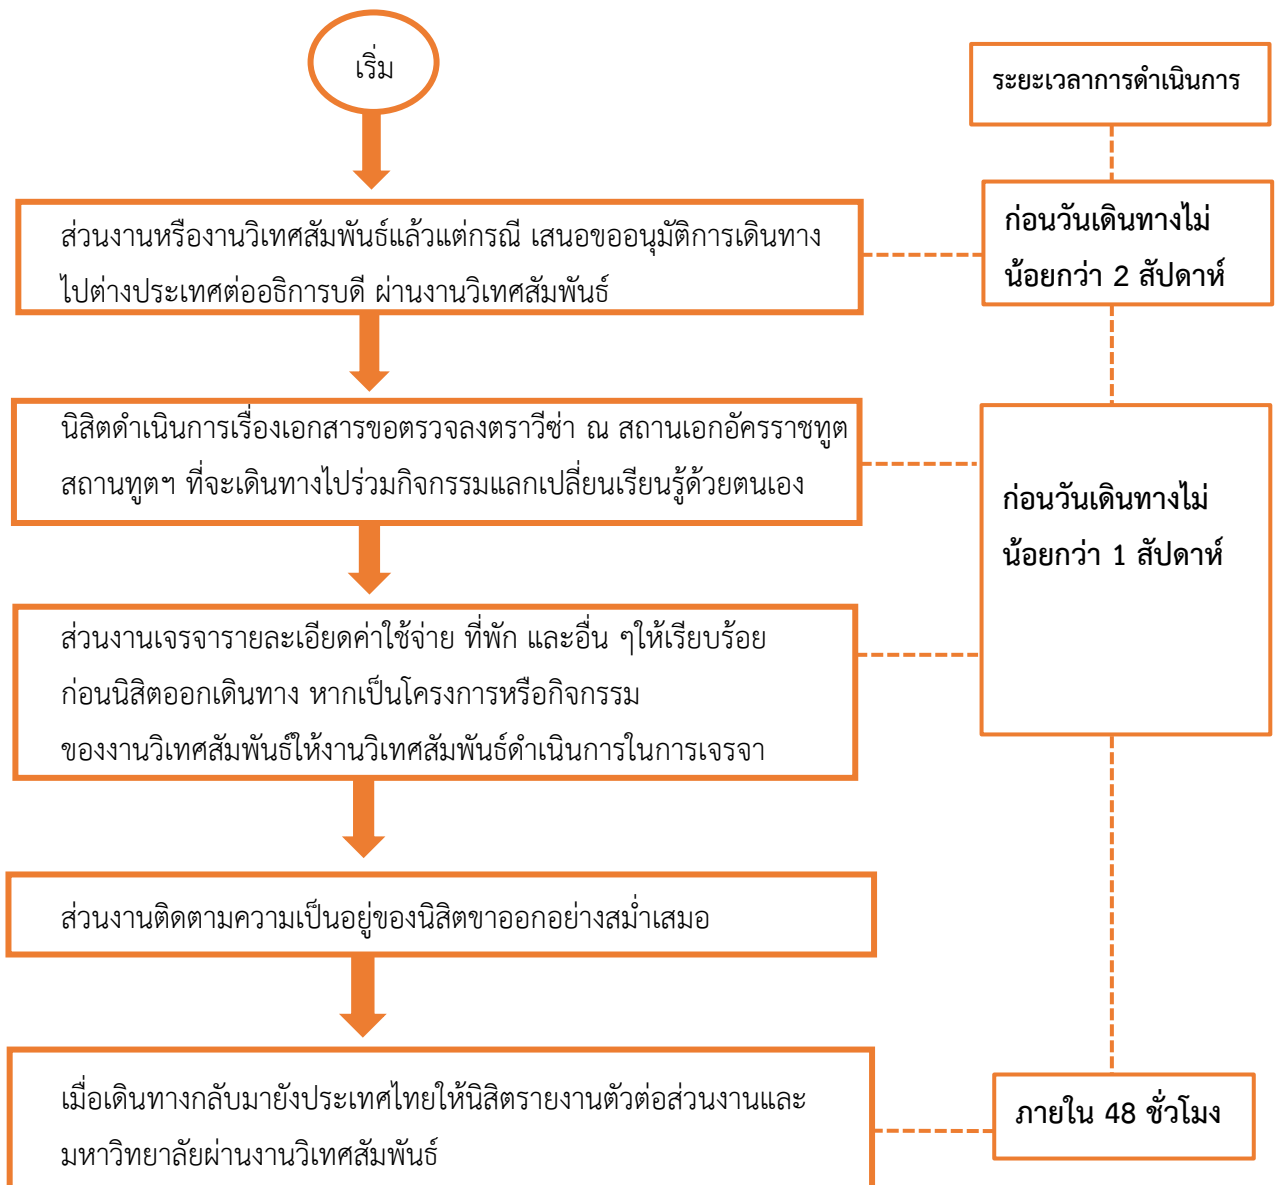 เริ่ม
ระยะเวลาการดำเนินการ
ส่วนงานหรืองานวิเทศสัมพันธ์แล้วแต่กรณี เสนอขออนุมัติการเดินทาง
ไปต่างประเทศต่ออธิการบดี ผ่านงานวิเทศสัมพันธ์
ก่อนวันเดินทางไม่
น้อยกว่า 2 สัปดาห์
นิสิตดำเนินการเรื่องเอกสารขอตรวจลงตราวีซ่า ณ สถานเอกอัครราชทูต
สถานทูตฯ ที่จะเดินทางไปร่วมกิจกรรมแลกเปลี่ยนเรียนรู้ด้วยตนเอง
ก่อนวันเดินทางไม่
น้อยกว่า 1 สัปดาห์
ส่วนงานเจรจารายละเอียดค่าใช้จ่าย ที่พัก และอื่น ๆให้เรียบร้อย
ก่อนนิสิตออกเดินทาง หากเป็นโครงการหรือกิจกรรม
ของงานวิเทศสัมพันธ์ให้งานวิเทศสัมพันธ์ดำเนินการในการเจรจา
ส่วนงานติดตามความเป็นอยู่ของนิสิตขาออกอย่างสม่ำเสมอ
เมื่อเดินทางกลับมายังประเทศไทยให้นิสิตรายงานตัวต่อส่วนงานและ
มหาวิทยาลัยผ่านงานวิเทศสัมพันธ์
ภายใน 48 ชั่วโมง